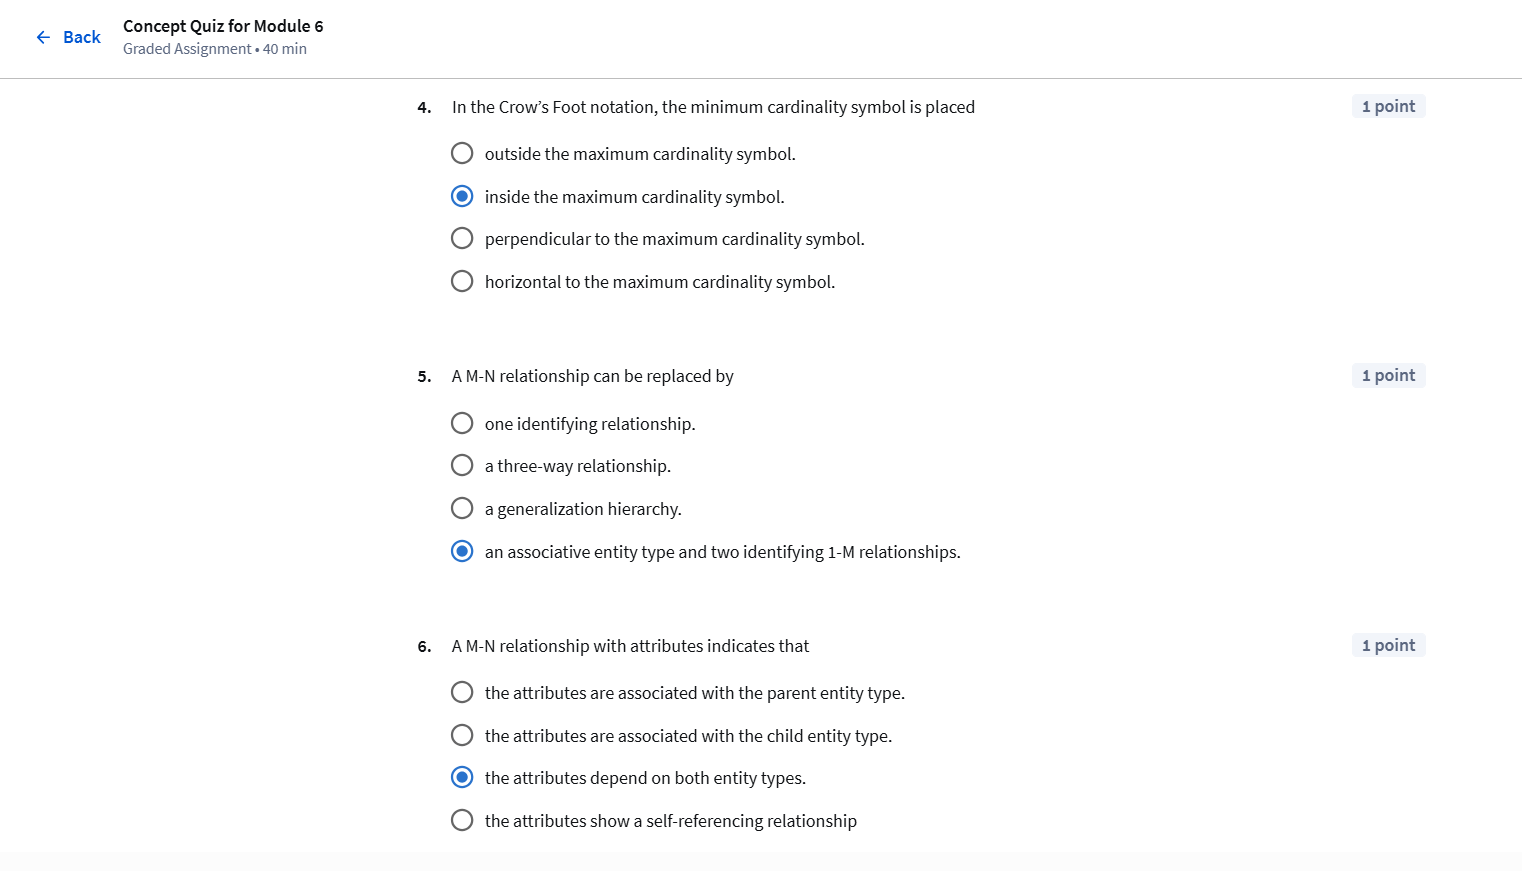 Back
Concept Quiz for Module 6
Graded Assignment • 40 min
4. In the Crow’s Foot notation, the minimum cardinality symbol is placed
1 point
outside the maximum cardinality symbol.
inside the maximum cardinality symbol.
perpendicular to the maximum cardinality symbol.
horizontal to the maximum cardinality symbol.
5. A M-N relationship can be replaced by
1 point
one identifying relationship.
a three-way relationship.
a generalization hierarchy.
an associative entity type and two identifying 1-M relationships.
6. A M-N relationship with attributes indicates that
1 point
the attributes are associated with the parent entity type.
the attributes are associated with the child entity type.
the attributes depend on both entity types.
the attributes show a self-referencing relationship